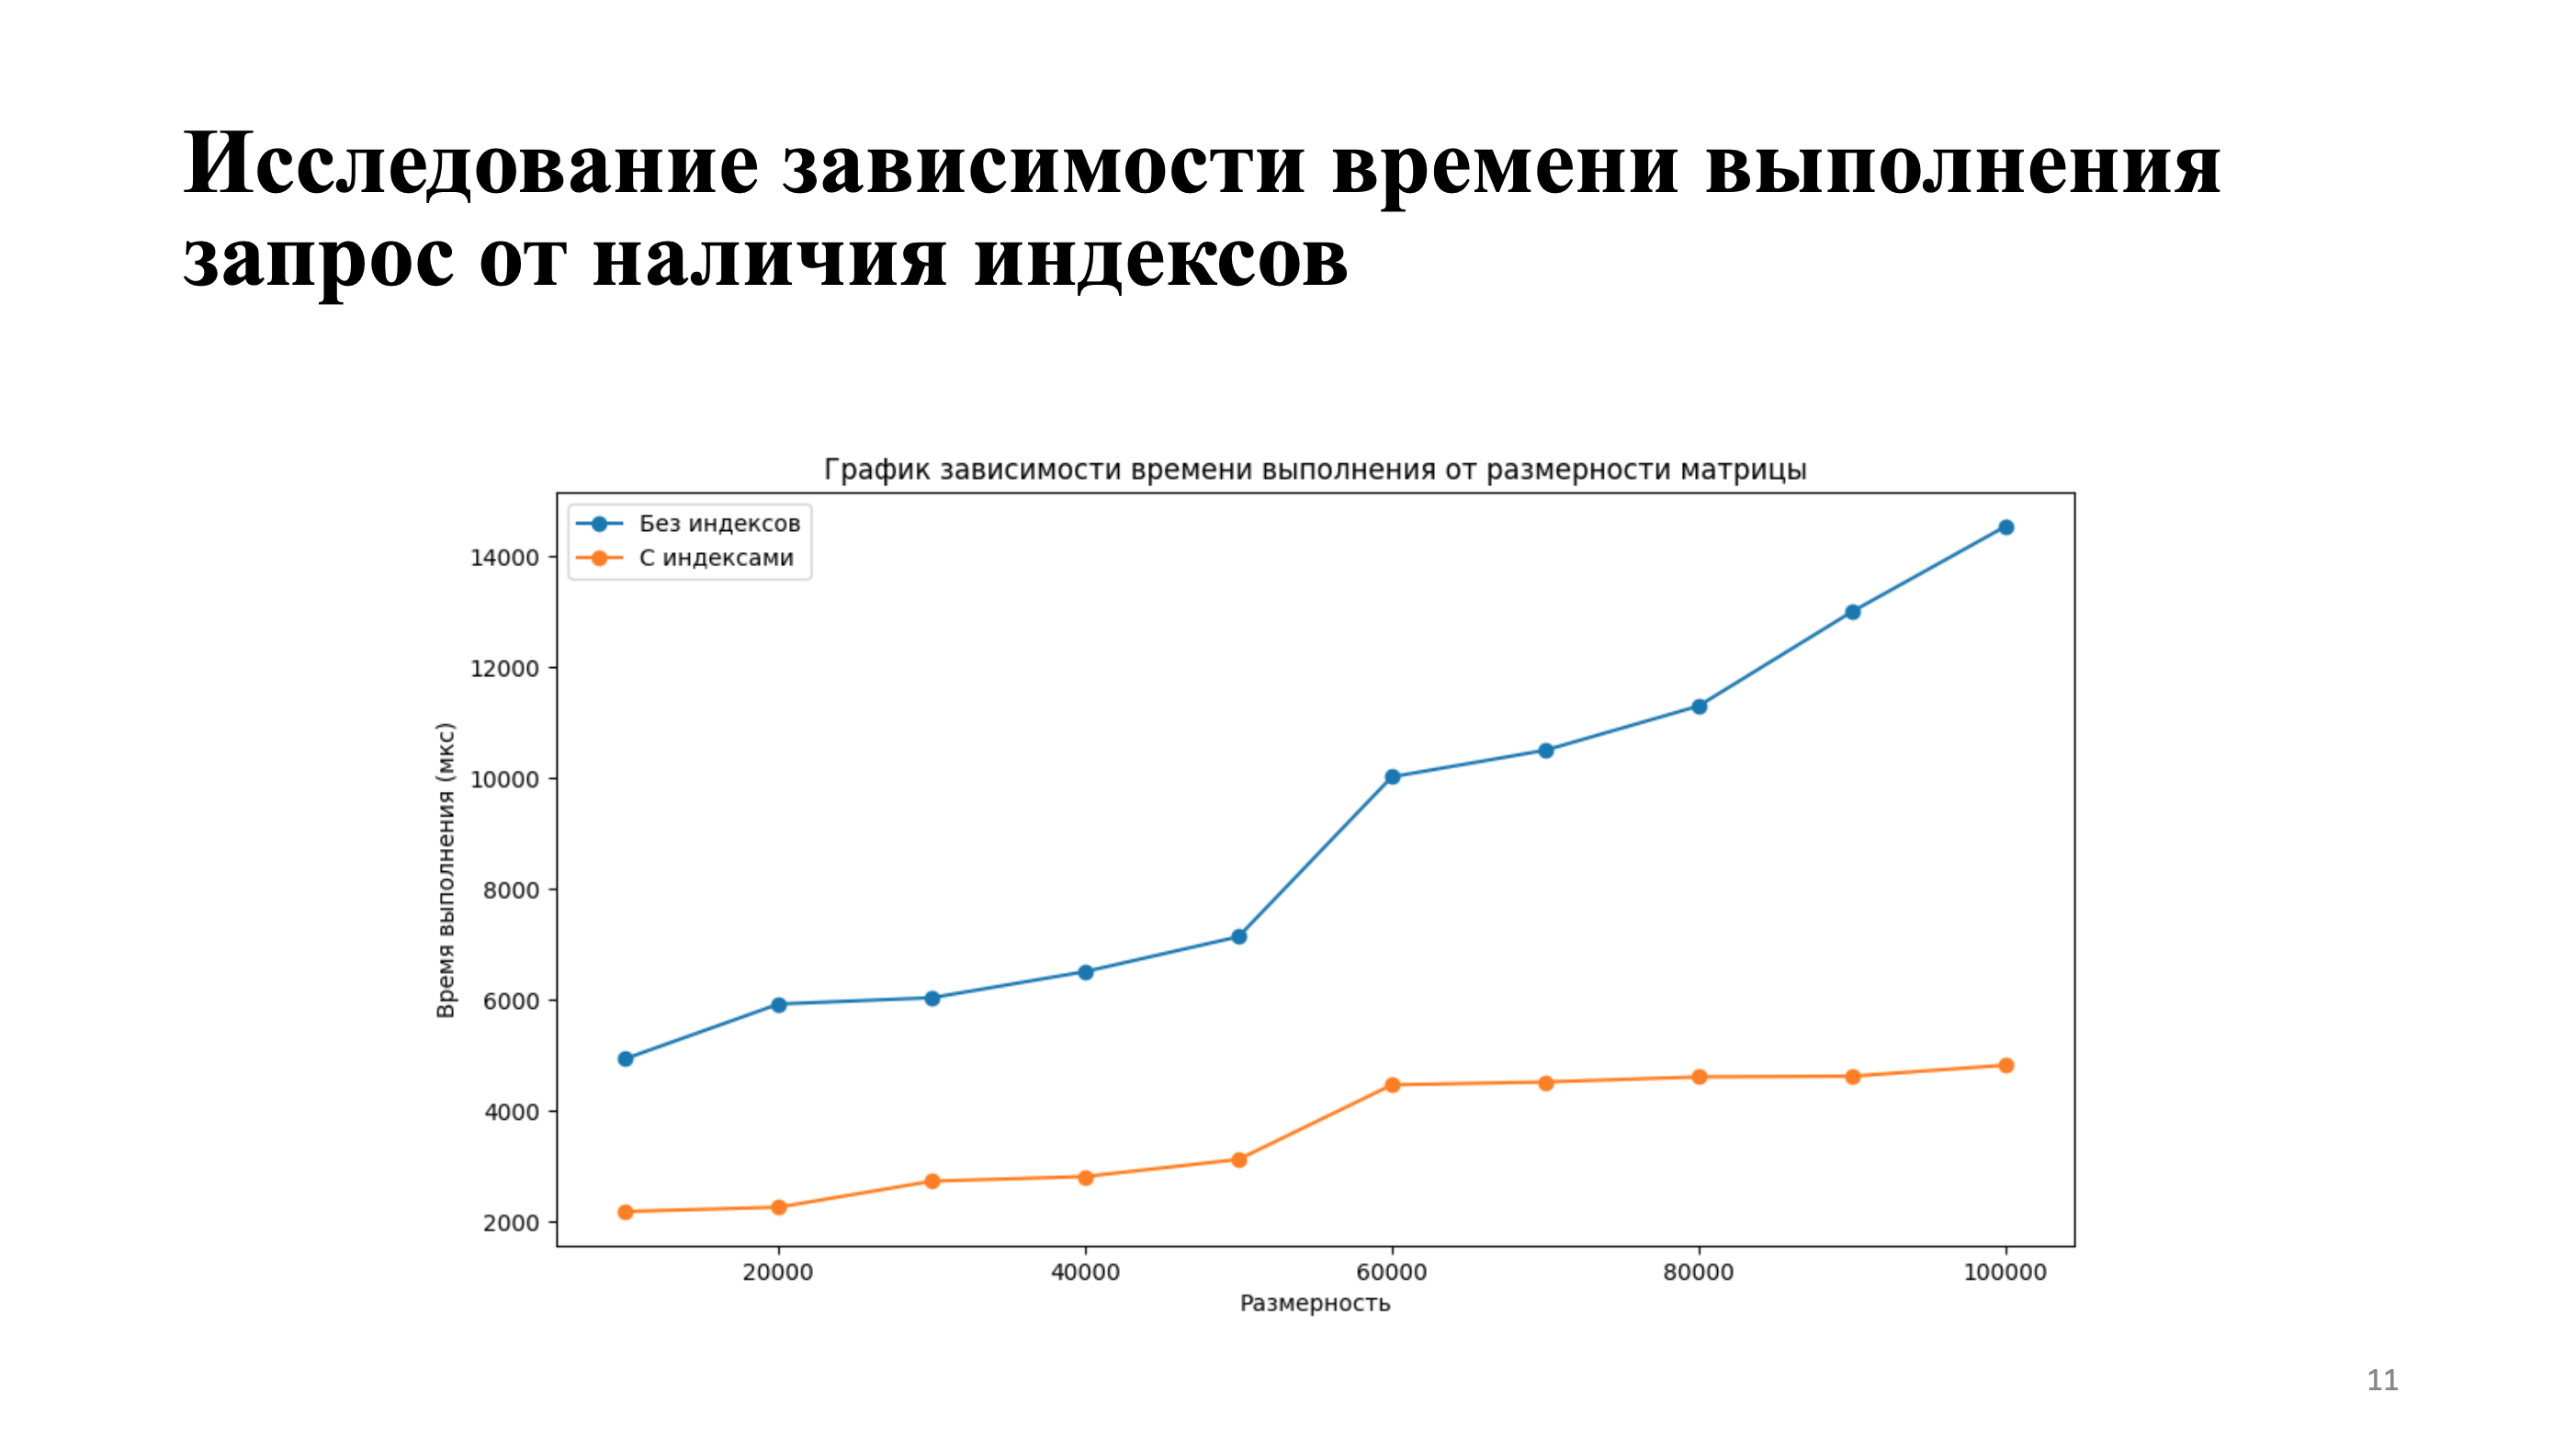 Исследование зависимости времени выполнения
запрос от наличия индексов
График зависимости времени выполнения от размерности матрицы
Без индексов
С индексами
14000
12000
10000
8000
6000
4000
2000
Время выполнения (мкс)
20000 40000 60000 80000 100000
Размерность
11